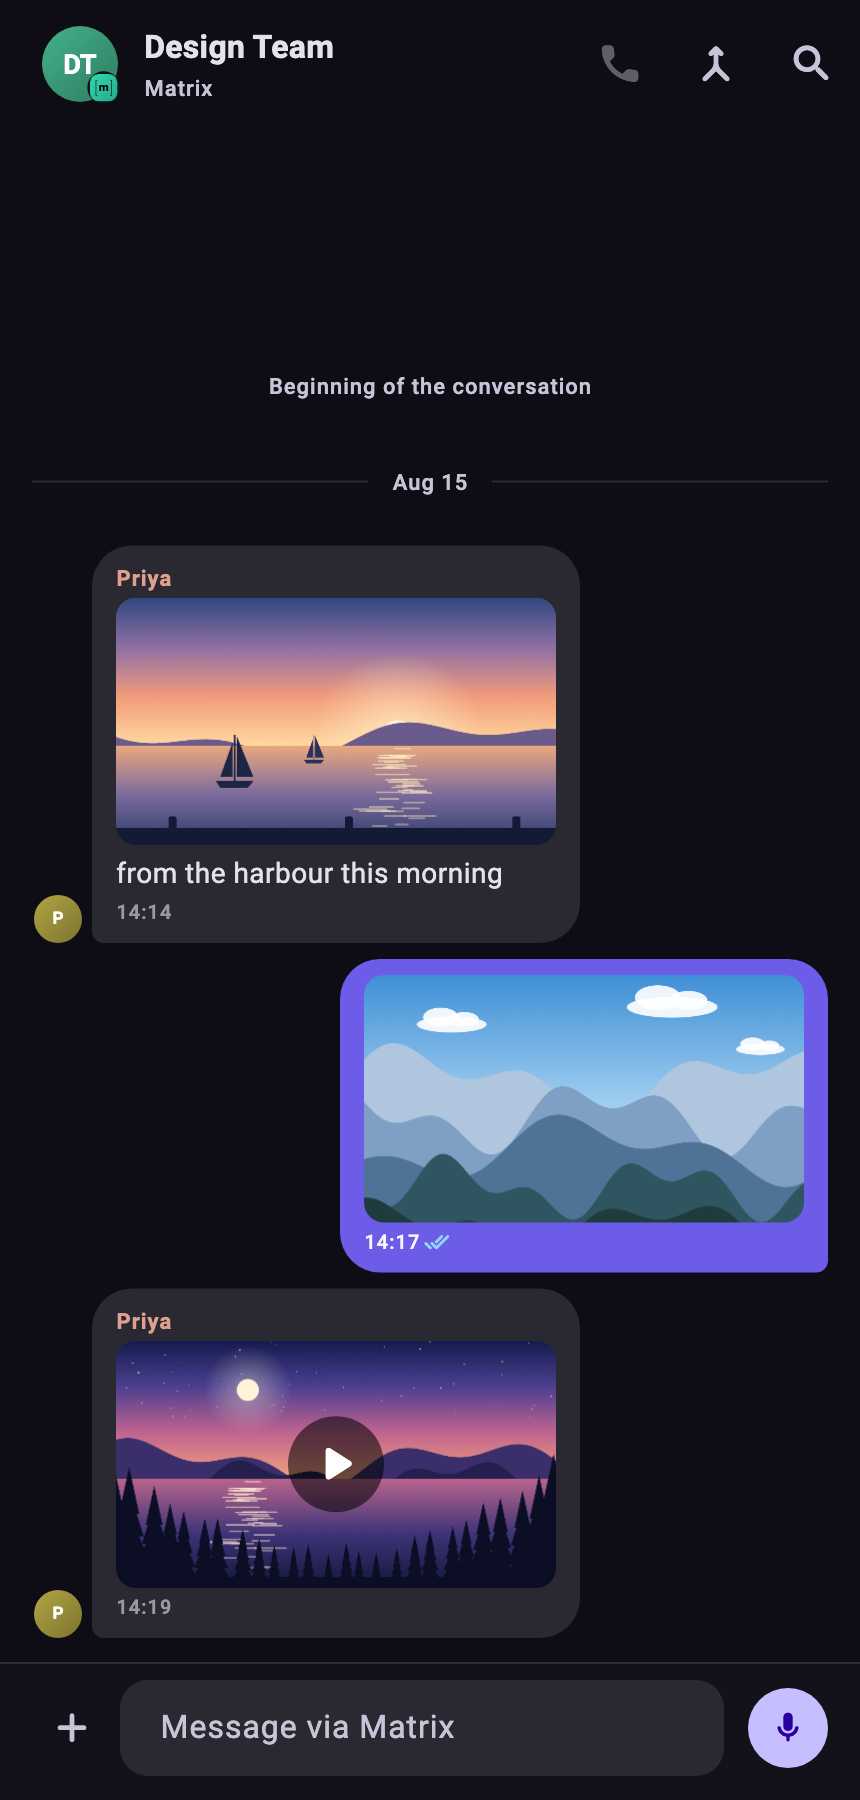 DT
[m]
Design Team
Matrix
Beginning of the conversation
Aug 15
Priya
from the harbour this morning
14:14
P
14:17
Priya
14:19
P
Message via Matrix